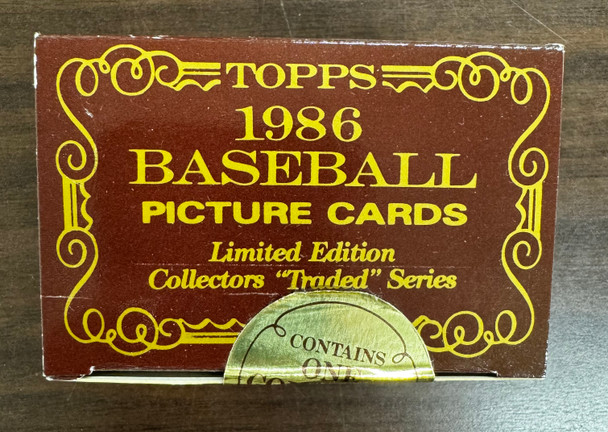 TOPPS
1986
BASEBALL
PICTURE CARDS
Limited Edition
Collectors "Traded" Series
CONTAINS
ONE